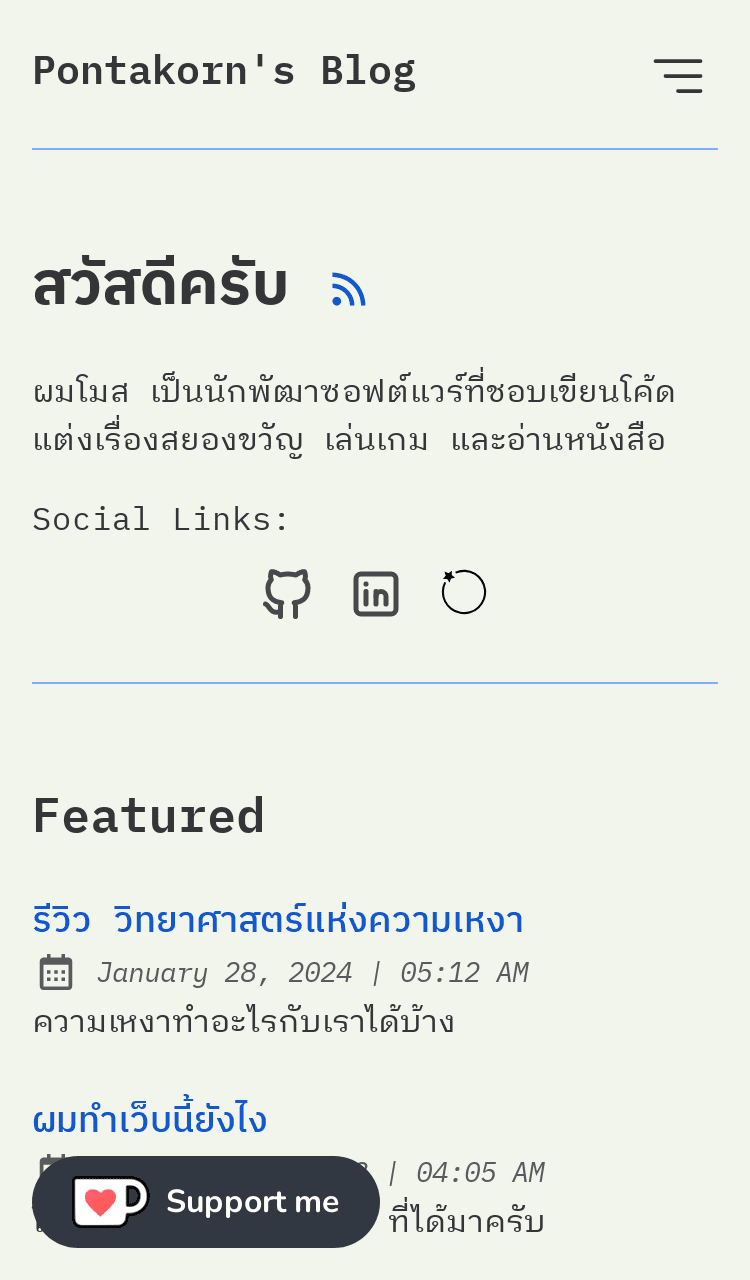 Pontakorn's Blog
สวัสดีครับ
ผมโมส เป็นนักพัฒาซอฟต์แวร์ที่ชอบเขียนโค้ด
แต่งเรื่องสยองขวัญ เล่นเกม และอ่านหนังสือ
Social Links:
in
Featured
รีวิว วิทยาศาสตร์แห่งความเหงา
January 28, 2024 | 05:12 AM
ความเหงาทำอะไรกับเราได้บ้าง
ผมทำเว็บนี้ยังไง
| 04:05 AM
Support me
ที่ได้มาครับ